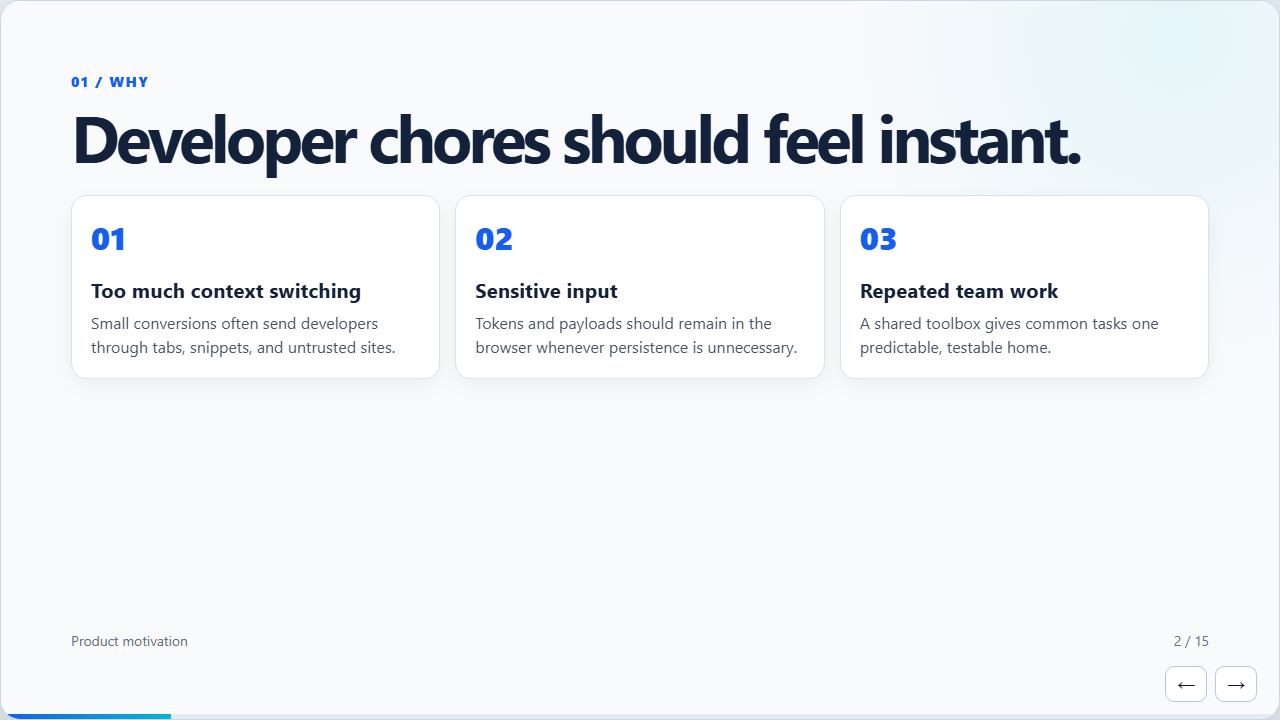 01 / WHY
Developer chores should feel instant.
01
Too much context switching
Small conversions often send developers
through tabs, snippets, and untrusted sites.
02
Sensitive input
Tokens and payloads should remain in the
browser whenever persistence is unnecessary.
03
Repeated team work
A shared toolbox gives common tasks one
predictable, testable home.
Product motivation
2 / 15
← →